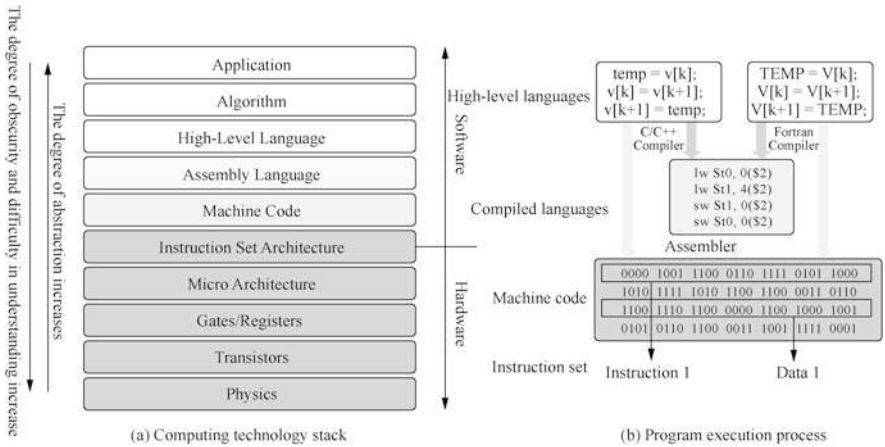 The degree of obscurity and difficulty in understanding increase
The degree of abstraction increases
Application
Algorithm
High-Level Language
Assembly Language
Machine Code
Instruction Set Architecture
Micro Architecture
Gates/Registers
Transistors
Physics
Software
Hardware
(a) Computing technology stack
High-level languages
temp = v[k];
v[k] = v[k+1];
v[k+1] = temp;
TEMP = V[k];
V[k] = V[k+1];
V[k+1] = TEMP;
C/C++
Compiler
Fortran
Compiler
Compiled languages
lw $t0, 0($2)
lw $t1, 4($2)
sw $t1, 0($2)
sw $t0, 0($2)
Assembler
Machine code
0000 1001 1100 0110 1111 0101 1000
1010 1111 1010 1100 1100 0011 0110
1100 1110 1100 0000 1100 1000 1001
0101 0110 1100 0011 1001 1111 0001
Instruction set
Instruction 1
Data 1
(b) Program execution process